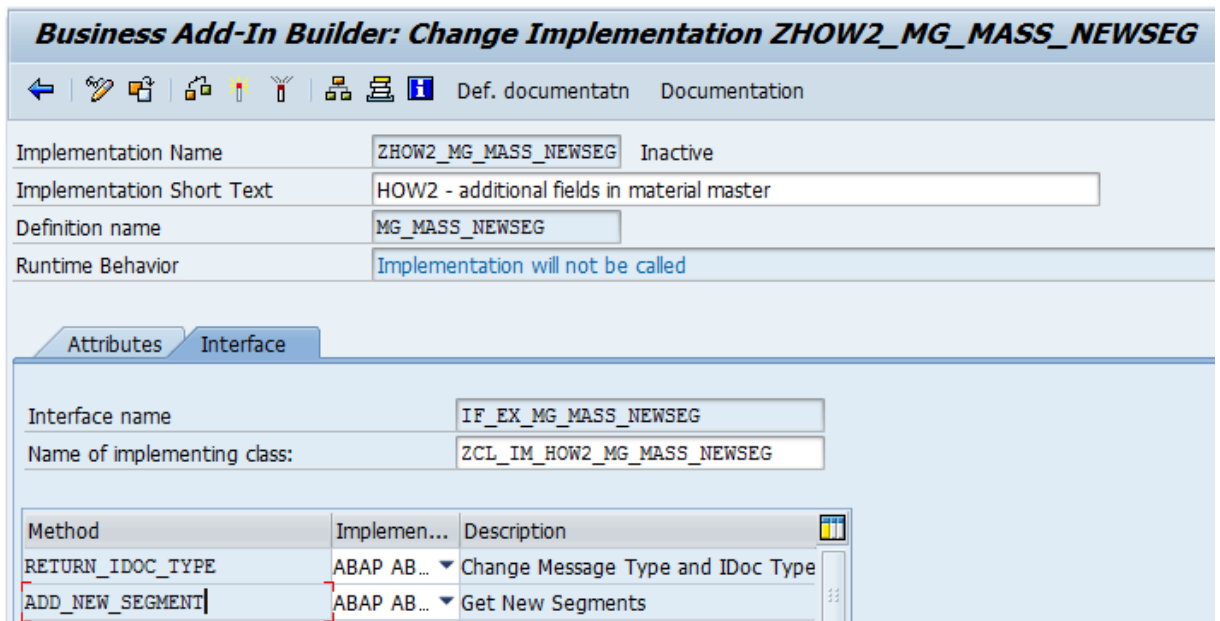 Business Add-In Builder: Change Implementation ZHOW2_MG_MASS_NEWSEG
Def. documentatn Documentation
Implementation Name ZHOW2_MG_MASS_NEWSEG Inactive
Implementation Short Text HOW2 - additional fields in material master
Definition name MG_MASS_NEWSEG
Runtime Behavior Implementation will not be called
Attributes Interface
Interface name IF_EX_MG_MASS_NEWSEG
Name of implementing class: ZCL_IM_HOW2_MG_MASS_NEWSEG
Method Implemen... Description
RETURN_IDOC_TYPE ABAP AB... Change Message Type and IDoc Type
ADD_NEW_SEGMENT ABAP AB... Get New Segments